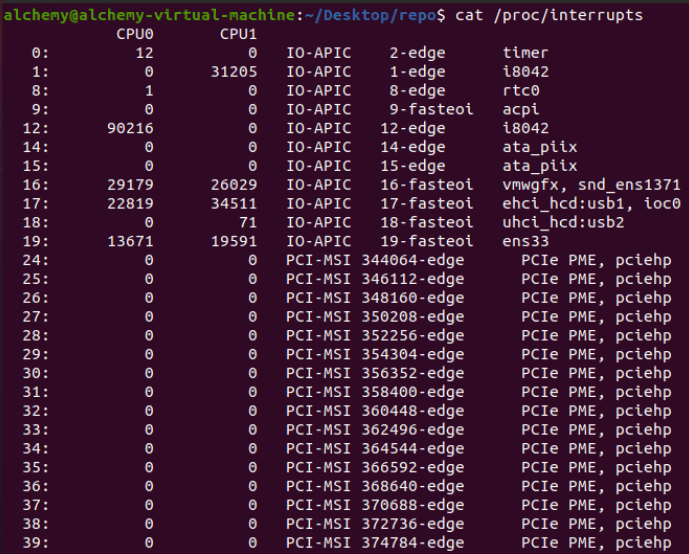 alchemy@alchemy-virtual-machine:~/Desktop/repo$ cat /proc/interrupts
CPU0 CPU1
0: 12 0 IO-APIC 2-edge timer
1: 0 31205 IO-APIC 1-edge i8042
8: 1 0 IO-APIC 8-edge rtc0
9: 0 0 IO-APIC 9-fasteoi acpi
12: 90216 0 IO-APIC 12-edge i8042
14: 0 0 IO-APIC 14-edge ata_piix
15: 0 0 IO-APIC 15-edge ata_piix
16: 29179 26029 IO-APIC 16-fasteoi vmwgfx, snd_ens1371
17: 22819 34511 IO-APIC 17-fasteoi ehci_hcd:usb1, ioc0
18: 0 71 IO-APIC 18-fasteoi uhci_hcd:usb2
19: 13671 19591 IO-APIC 19-fasteoi ens33
24: 0 0 PCI-MSI 344064-edge PCIe PME, pciehp
25: 0 0 PCI-MSI 346112-edge PCIe PME, pciehp
26: 0 0 PCI-MSI 348160-edge PCIe PME, pciehp
27: 0 0 PCI-MSI 350208-edge PCIe PME, pciehp
28: 0 0 PCI-MSI 352256-edge PCIe PME, pciehp
29: 0 0 PCI-MSI 354304-edge PCIe PME, pciehp
30: 0 0 PCI-MSI 356352-edge PCIe PME, pciehp
31: 0 0 PCI-MSI 358400-edge PCIe PME, pciehp
32: 0 0 PCI-MSI 360448-edge PCIe PME, pciehp
33: 0 0 PCI-MSI 362496-edge PCIe PME, pciehp
34: 0 0 PCI-MSI 364544-edge PCIe PME, pciehp
35: 0 0 PCI-MSI 366592-edge PCIe PME, pciehp
36: 0 0 PCI-MSI 368640-edge PCIe PME, pciehp
37: 0 0 PCI-MSI 370688-edge PCIe PME, pciehp
38: 0 0 PCI-MSI 372736-edge PCIe PME, pciehp
39: 0 0 PCI-MSI 374784-edge PCIe PME, pciehp